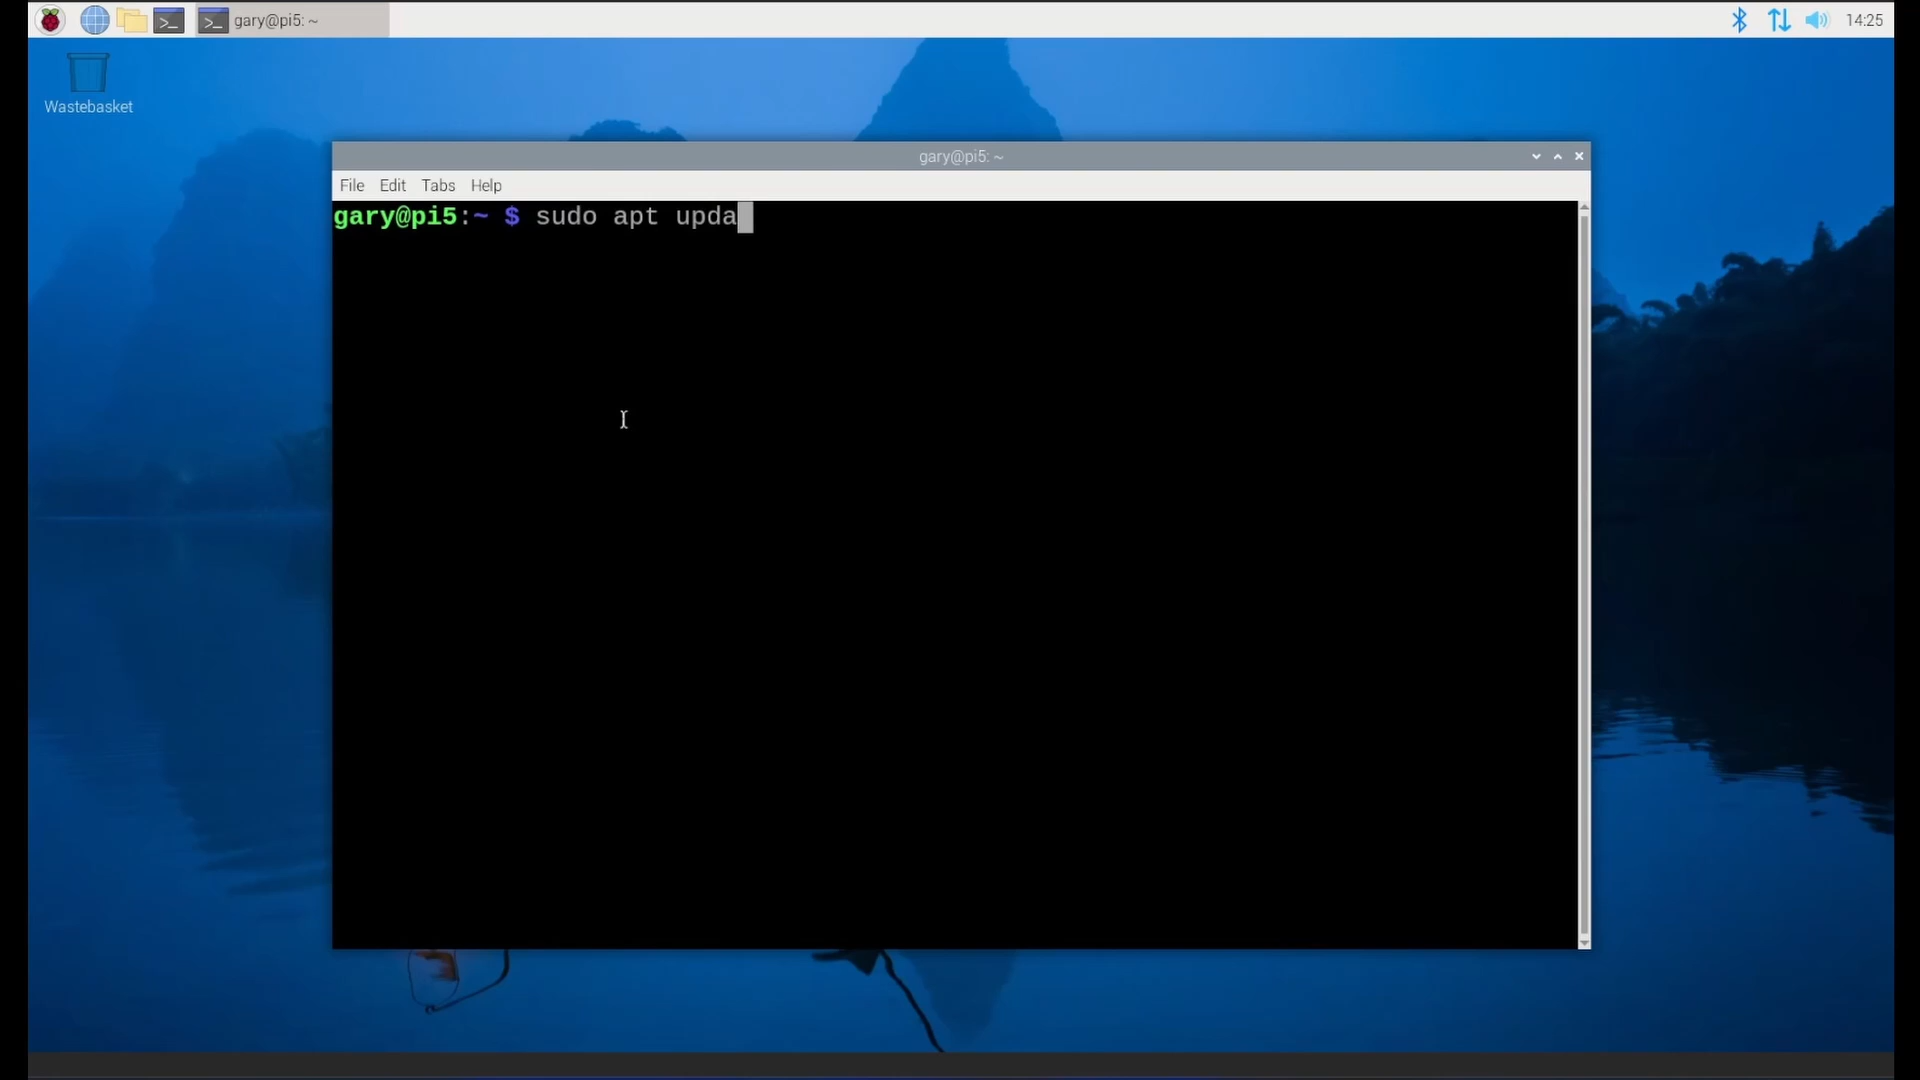 gary@pi5: ~
14:25
Wastebasket
gary@pi5: ~
File Edit Tabs Help
gary@pi5:~ $ sudo apt upda